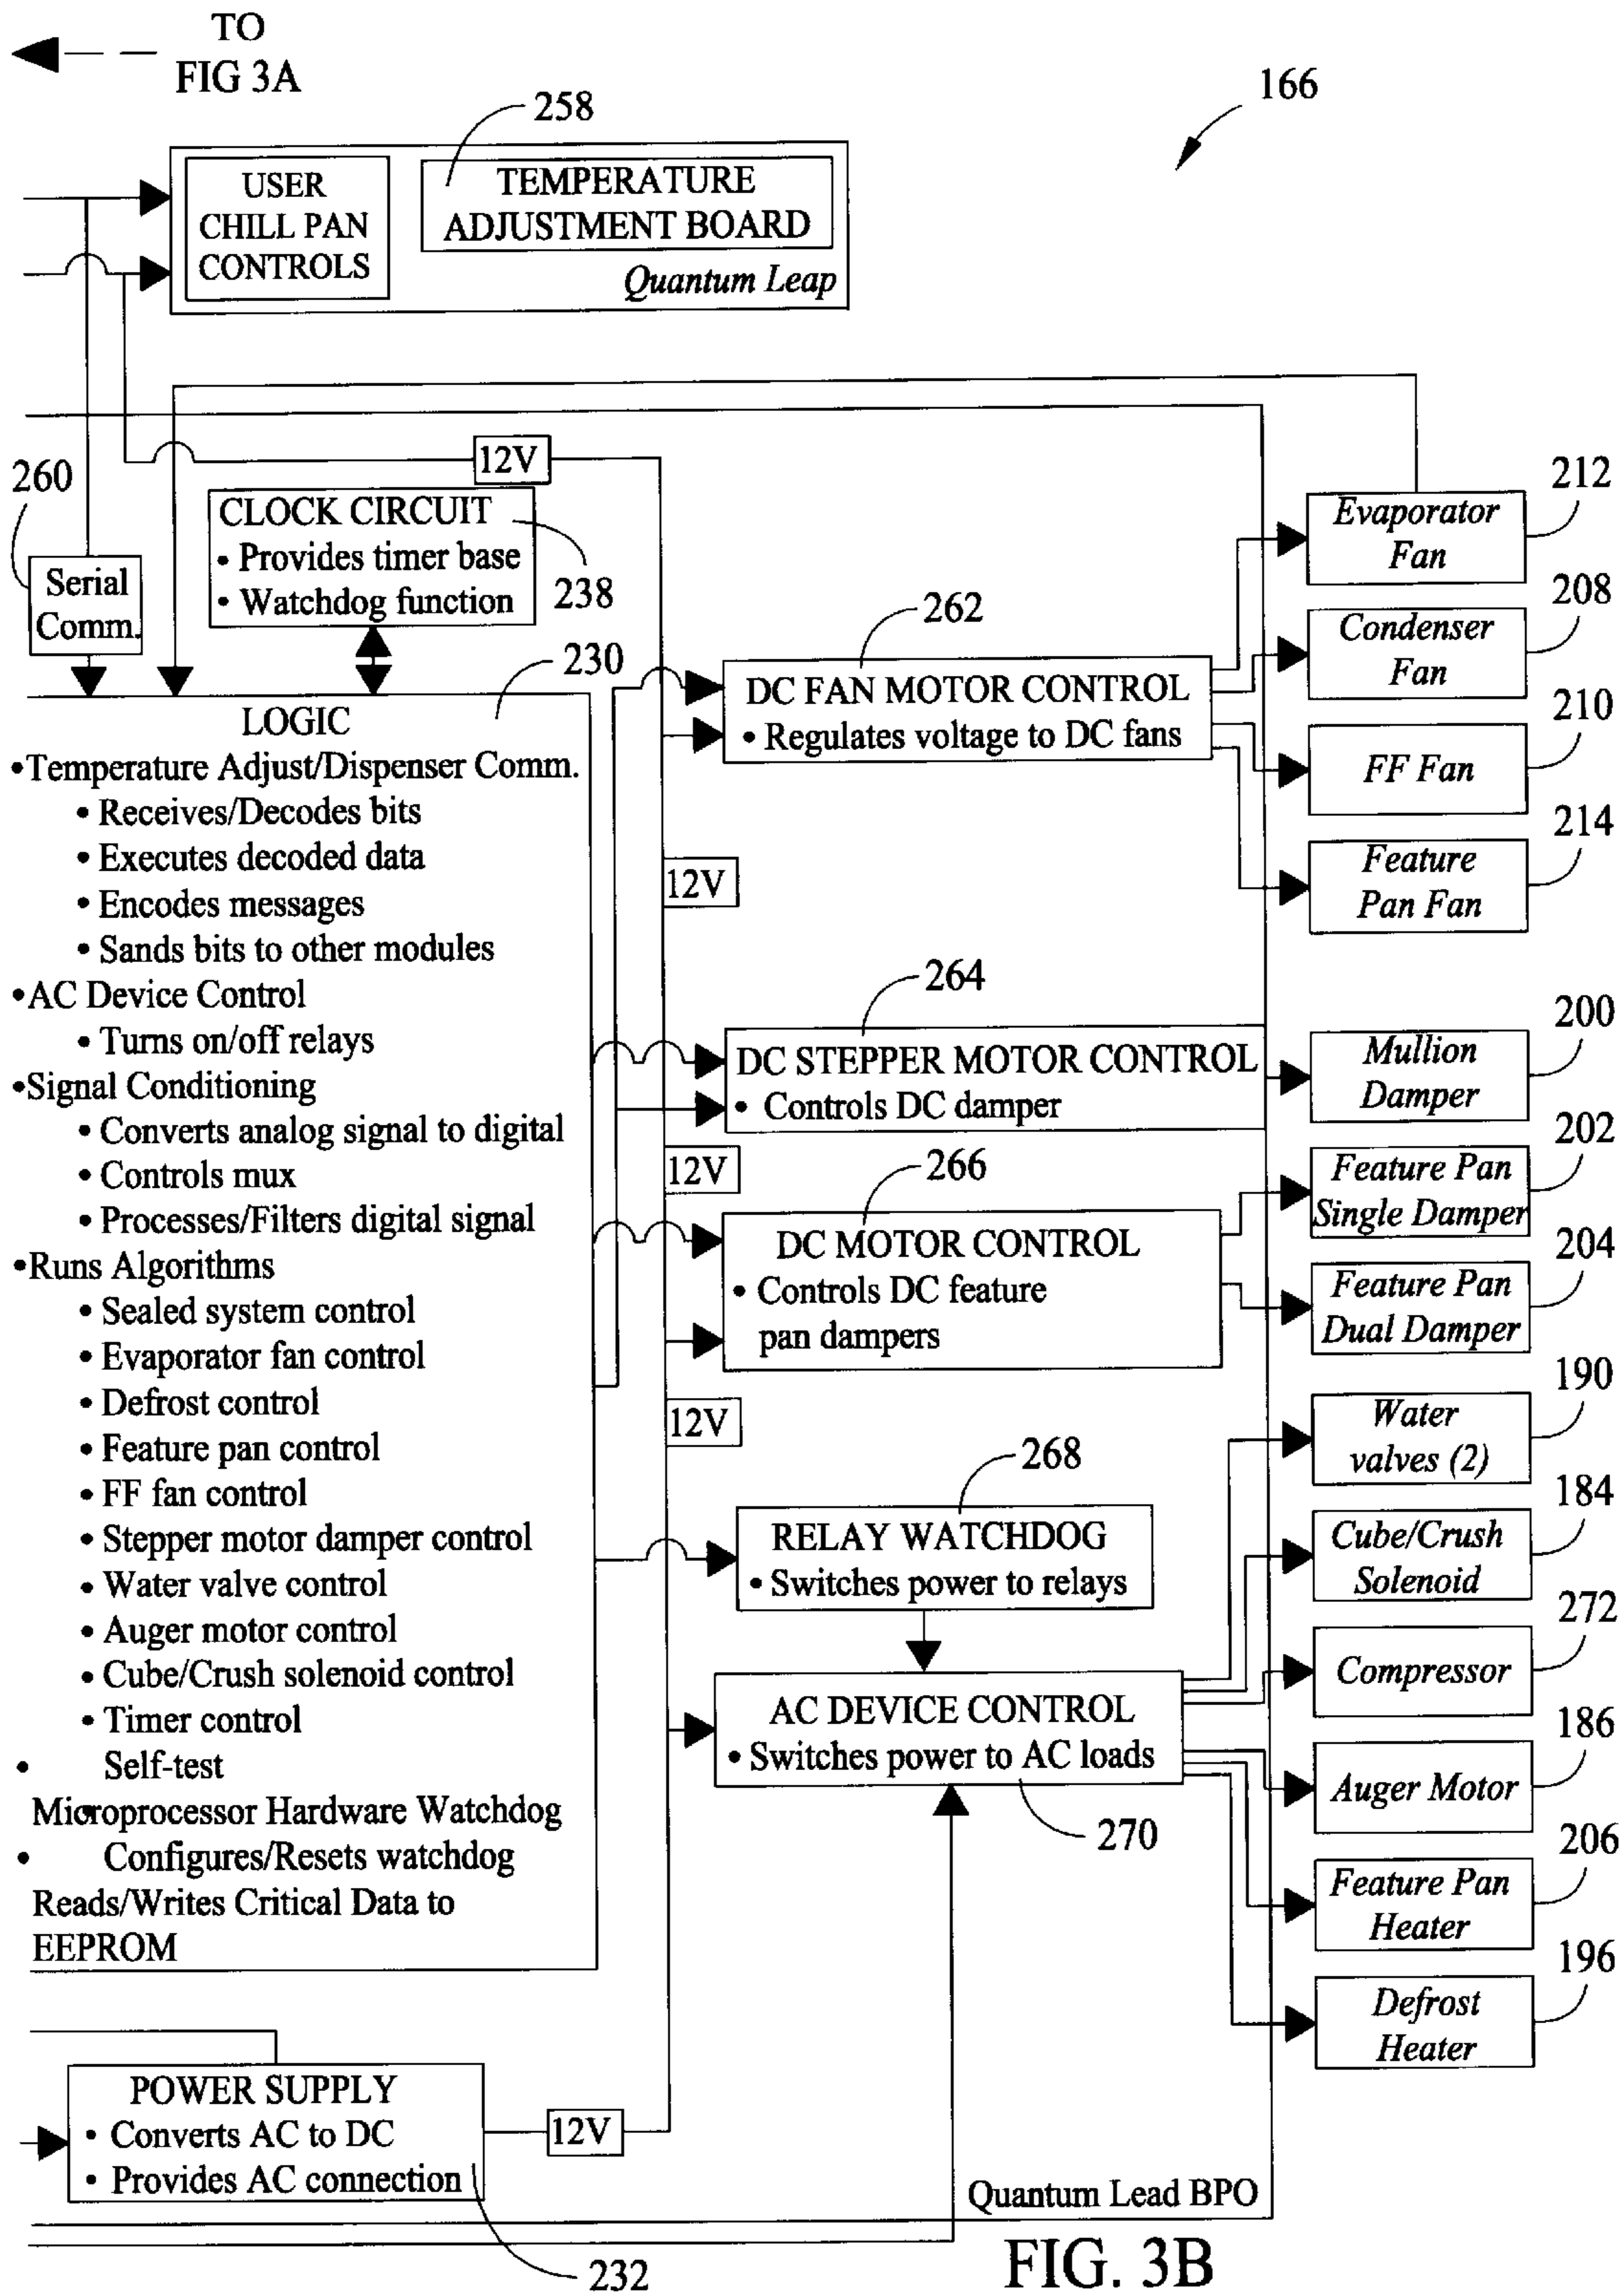 TO
FIG 3A
166
258
USER
CHILL PAN
CONTROLS
TEMPERATURE
ADJUSTMENT BOARD
Quantum Leap
12V
260
Serial
Comm.
CLOCK CIRCUIT
• Provides timer base
• Watchdog function
238
230
LOGIC
•Temperature Adjust/Dispenser Comm.
• Receives/Decodes bits
• Executes decoded data
• Encodes messages
• Sands bits to other modules
•AC Device Control
• Turns on/off relays
•Signal Conditioning
• Converts analog signal to digital
• Controls mux
• Processes/Filters digital signal
•Runs Algorithms
• Sealed system control
• Evaporator fan control
• Defrost control
• Feature pan control
• FF fan control
• Stepper motor damper control
• Water valve control
• Auger motor control
• Cube/Crush solenoid control
• Timer control
• Self-test
Microprocessor Hardware Watchdog
• Configures/Resets watchdog
Reads/Writes Critical Data to
EEPROM
262
DC FAN MOTOR CONTROL
• Regulates voltage to DC fans
12V
264
DC STEPPER MOTOR CONTROL
• Controls DC damper
12V
266
DC MOTOR CONTROL
• Controls DC feature
pan dampers
12V
268
RELAY WATCHDOG
• Switches power to relays
AC DEVICE CONTROL
• Switches power to AC loads
270
212
Evaporator
Fan
208
Condenser
Fan
210
FF Fan
214
Feature
Pan Fan
200
Mullion
Damper
202
Feature Pan
Single Damper
204
Feature Pan
Dual Damper
190
Water
valves (2)
184
Cube/Crush
Solenoid
272
Compressor
186
Auger Motor
206
Feature Pan
Heater
196
Defrost
Heater
POWER SUPPLY
• Converts AC to DC
• Provides AC connection
12V
232
Quantum Lead BPO
FIG. 3B